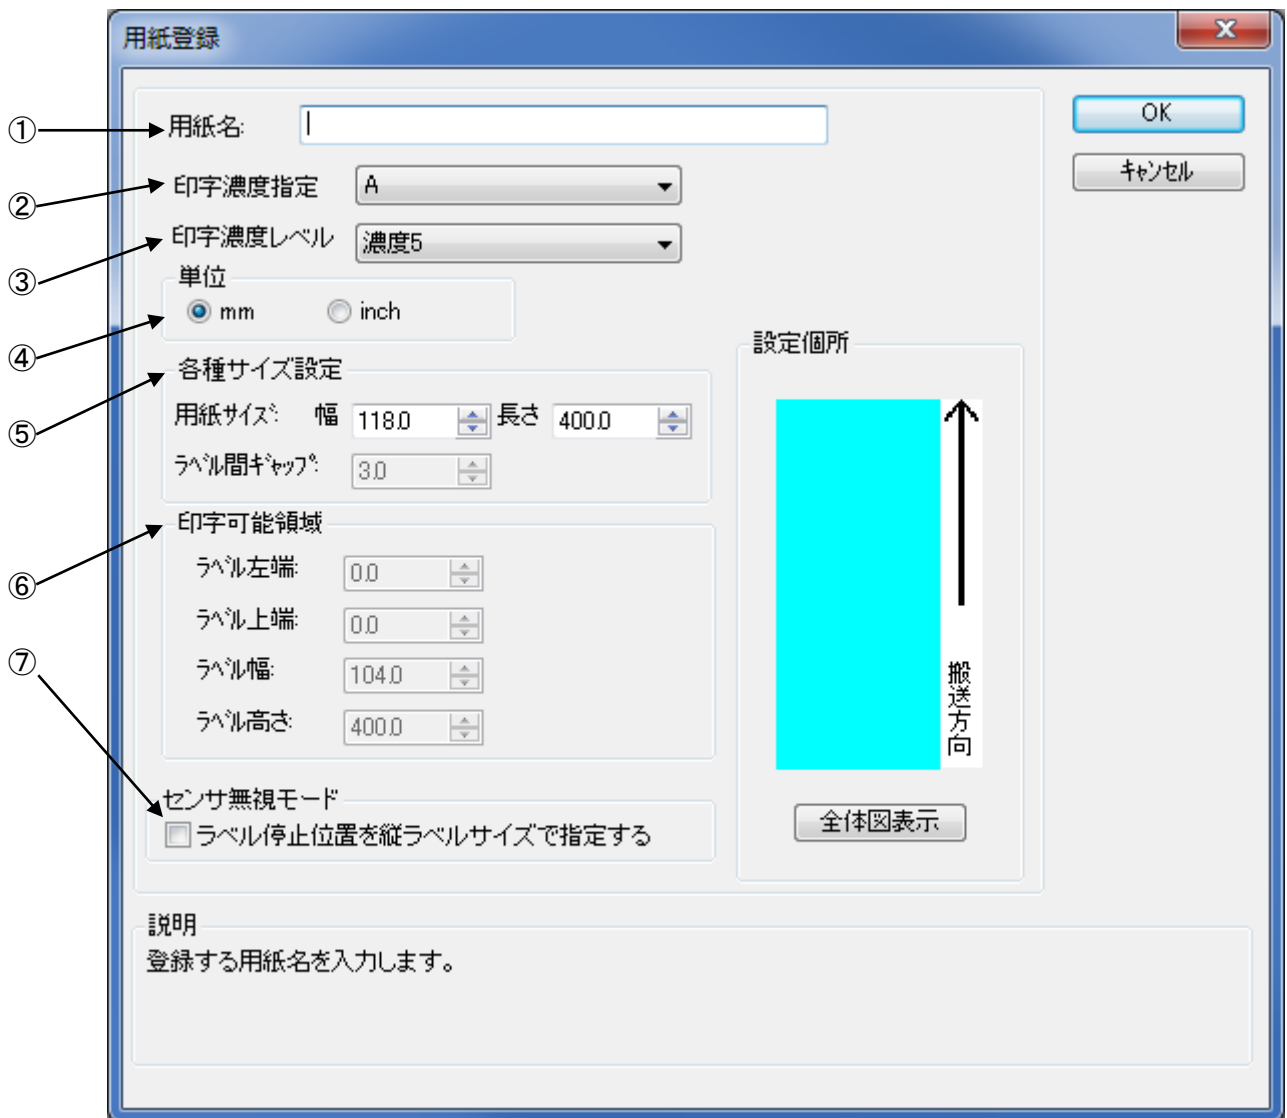 用紙登録
① 用紙名:
OK
キャンセル
② 印字濃度指定 A
③ 印字濃度レベル 濃度5
④ 単位
mm inch
⑤ 各種サイズ設定
用紙ｻｲｽﾞ: 幅 118.0 長さ 400.0
ﾗﾍﾞﾙ間ｷﾞｬｯﾌﾟ: 3.0
⑥ 印字可能領域
ﾗﾍﾞﾙ左端: 0.0
ﾗﾍﾞﾙ上端: 0.0
ﾗﾍﾞﾙ幅: 104.0
ﾗﾍﾞﾙ高さ: 400.0
⑦ センサ無視モード
ラベル停止位置を縦ラベルサイズで指定する
設定個所
搬送方向
全体図表示
説明
登録する用紙名を入力します。